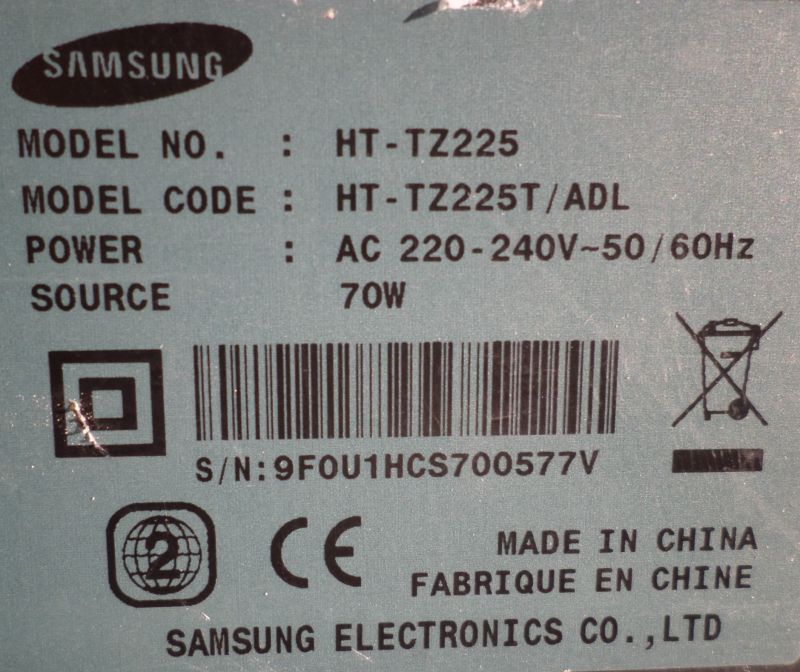 SAMSUNG
MODEL NO. : HT-TZ225
MODEL CODE : HT-TZ225T/ADL
POWER : AC 220-240V~50/60Hz
SOURCE 70W
S/N:9F0U1HCS700577V
2
CE
MADE IN CHINA
FABRIQUE EN CHINE
SAMSUNG ELECTRONICS CO.,LTD